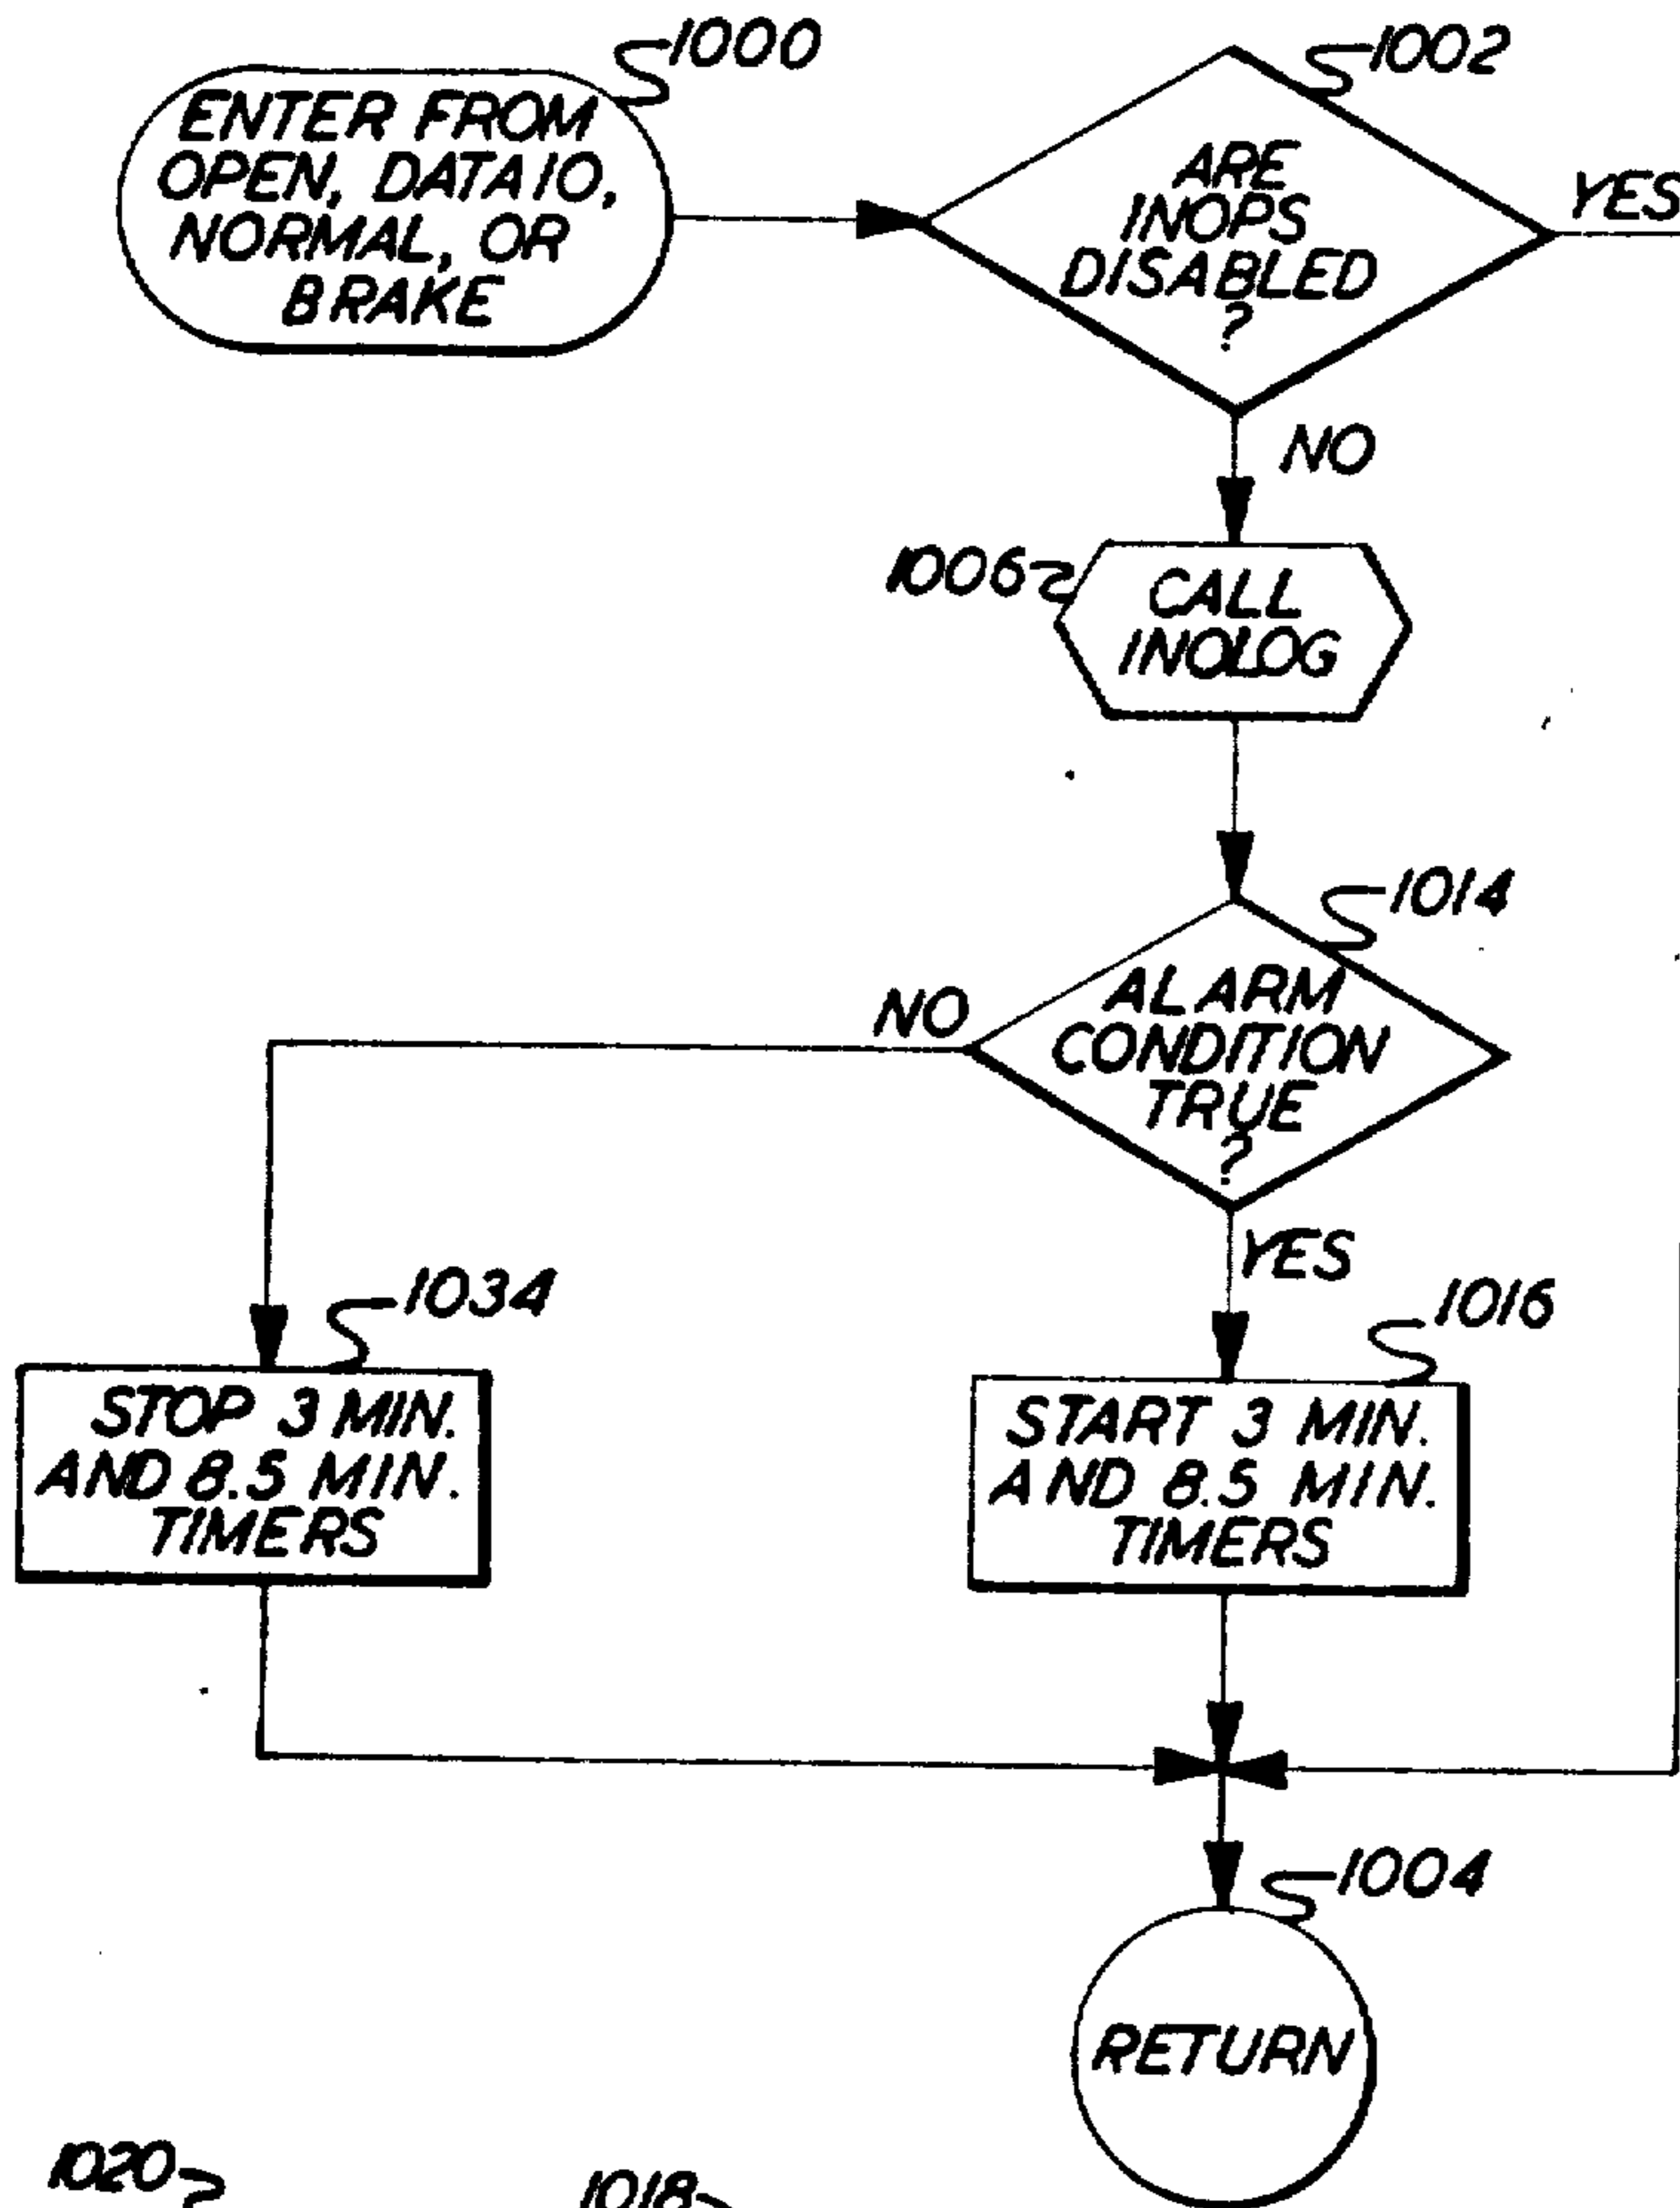 1000
ENTER FROM
OPEN, DATAIO,
NORMAL, OR
BRAKE
1002
ARE
INOPS
DISABLED
?
YES
NO
1006
CALL
INOLOG
1014
ALARM
CONDITION
TRUE
?
NO
YES
1034
STOP 3 MIN.
AND 8.5 MIN.
TIMERS
1016
START 3 MIN.
AND 8.5 MIN.
TIMERS
1004
RETURN
1020
1018